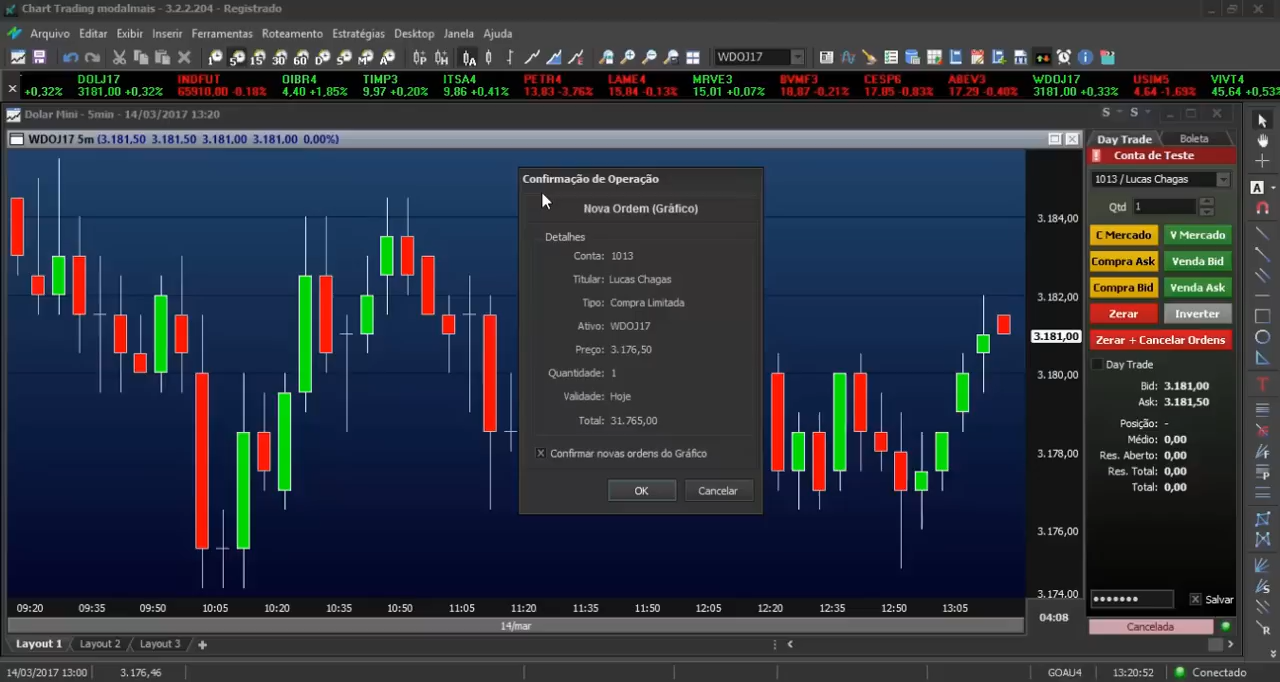 Chart Trading modalmais - 3.2.2.204 - Registrado
Arquivo Editar Exibir Inserir Ferramentas Roteamento Estratégias Desktop Janela Ajuda
WDOJ17
DOLJ17 INDFUT OIBR4 TIMP3 ITSA4 PETR4 LAME4 MRVE3 BVMF3 CESP6 ABEV3 WDOJ17 USIM5 VIVT4
+0,32% 3181,00 +0,32% 65910,00 -0,18% 4,40 +1,85% 9,97 +0,20% 9,86 +0,41% 13,83 -3,76% 15,84 -0,13% 15,01 +0,07% 18,87 -0,21% 17,85 -0,83% 17,29 -0,40% 3181,00 +0,33% 4,64 -1,69% 45,64 +0,53%
Dolar Mini - 5min - 14/03/2017 13:20
WDOJ17 5m (3.181,50 3.181,50 3.181,00 3.181,00 0,00%)
Confirmação de Operação
Nova Ordem (Gráfico)
Detalhes
Conta: 1013
Titular: Lucas Chagas
Tipo: Compra Limitada
Ativo: WDOJ17
Preço: 3.176,50
Quantidade: 1
Validade: Hoje
Total: 31.765,00
Confirmar novas ordens do Gráfico
OK Cancelar
3.184,00
3.182,00
3.181,00
3.180,00
3.178,00
3.176,00
3.174,00
04:08
09:20 09:35 09:50 10:05 10:20 10:35 10:50 11:05 11:20 11:35 11:50 12:05 12:20 12:35 12:50 13:05
14/mar
Day Trade Boleta
Conta de Teste
1013 / Lucas Chagas
Qtd 1
C Mercado V Mercado
Compra Ask Venda Bid
Compra Bid Venda Ask
Zerar Inverter
Zerar + Cancelar Ordens
Day Trade
Bid: 3.181,00
Ask: 3.181,50
Posição: -
Médio: 0,00
Res. Aberto: 0,00
Res. Total: 0,00
Total: 0,00
Salvar
Cancelada
Layout 1 Layout 2 Layout 3
14/03/2017 13:00 3.176,46 GOAU4 13:20:52 Conectado